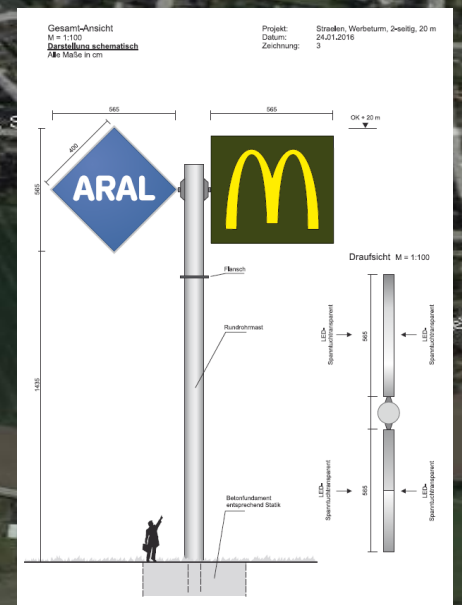 Gesamt-Ansicht
M = 1:100
Darstellung schematisch
Alle Maße in cm
Projekt: Straelen, Werbeturm, 2-seitig, 20 m
Datum: 24.01.2016
Zeichnung: 3
565
565
OK + 20 m
400
565
ARAL
Draufsicht M = 1:100
Flansch
Rundrohrmast
LED-
Spanntuchtransparent
565
LED-
Spanntuchtransparent
1435
Betonfundament
entsprechend Statik
LED-
Spanntuchtransparent
565
LED-
Spanntuchtransparent